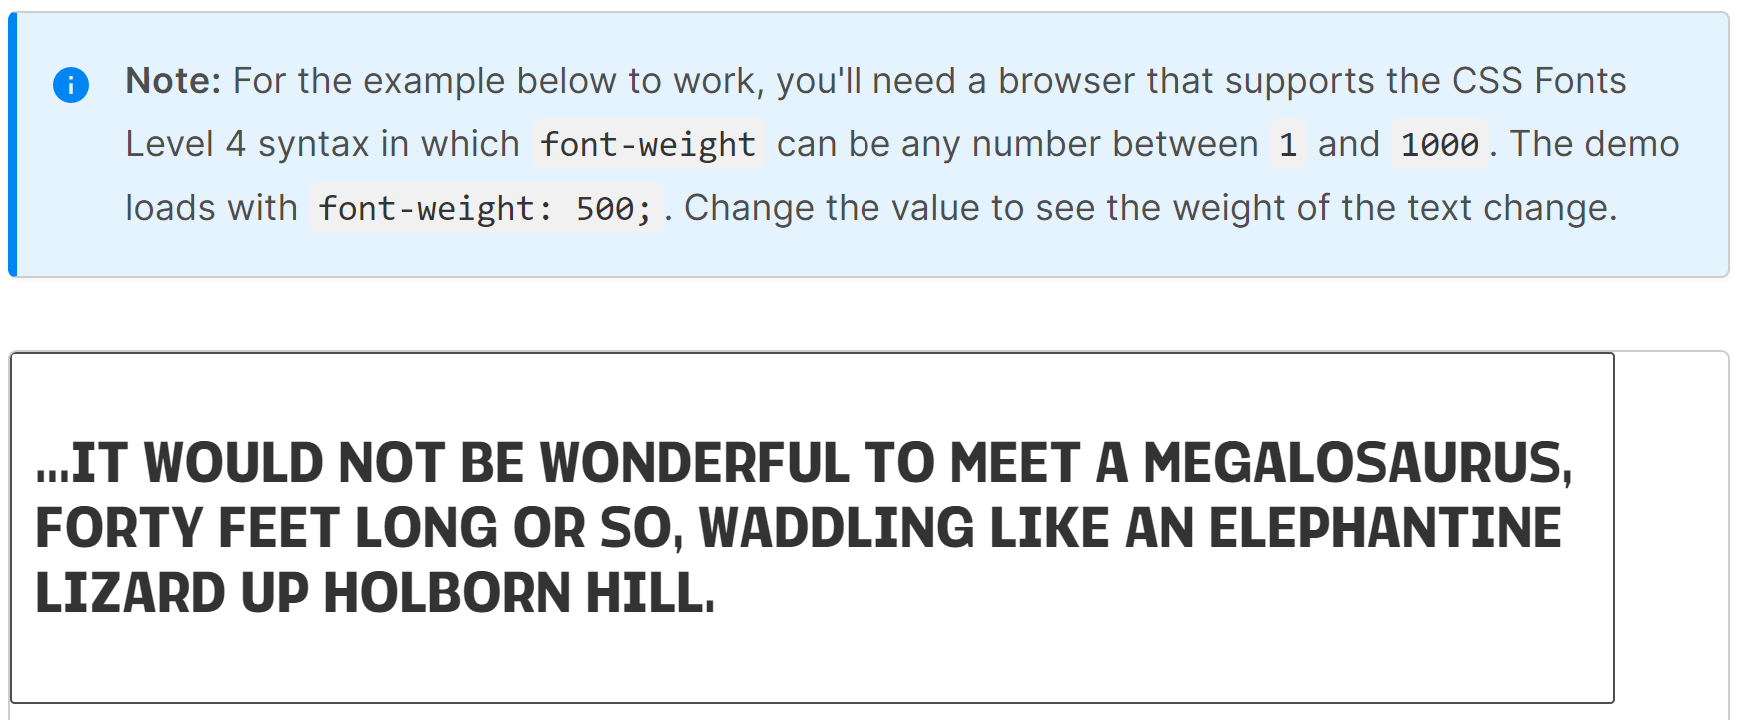 Note: For the example below to work, you'll need a browser that supports the CSS Fonts
Level 4 syntax in which font-weight can be any number between 1 and 1000. The demo
loads with font-weight: 500;. Change the value to see the weight of the text change.
...IT WOULD NOT BE WONDERFUL TO MEET A MEGALOSAURUS,
FORTY FEET LONG OR SO, WADDLING LIKE AN ELEPHANTINE
LIZARD UP HOLBORN HILL.